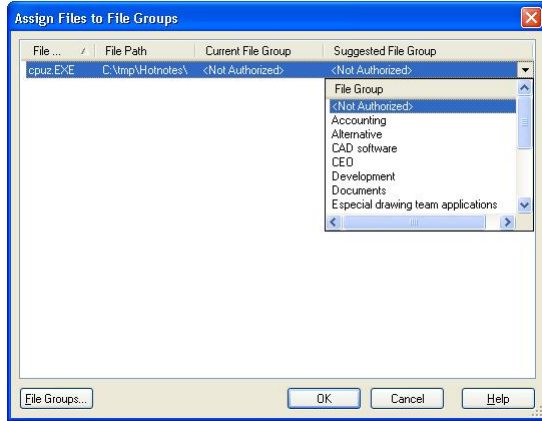 Assign Files to File Groups
File ... File Path Current File Group Suggested File Group
cpuz.EXE C:\tmp\Hotnotes\ <Not Authorized> <Not Authorized>
File Group
<Not Authorized>
Accounting
Alternative
CAD software
CEO
Development
Documents
Especial drawing team applications
File Groups... OK Cancel Help